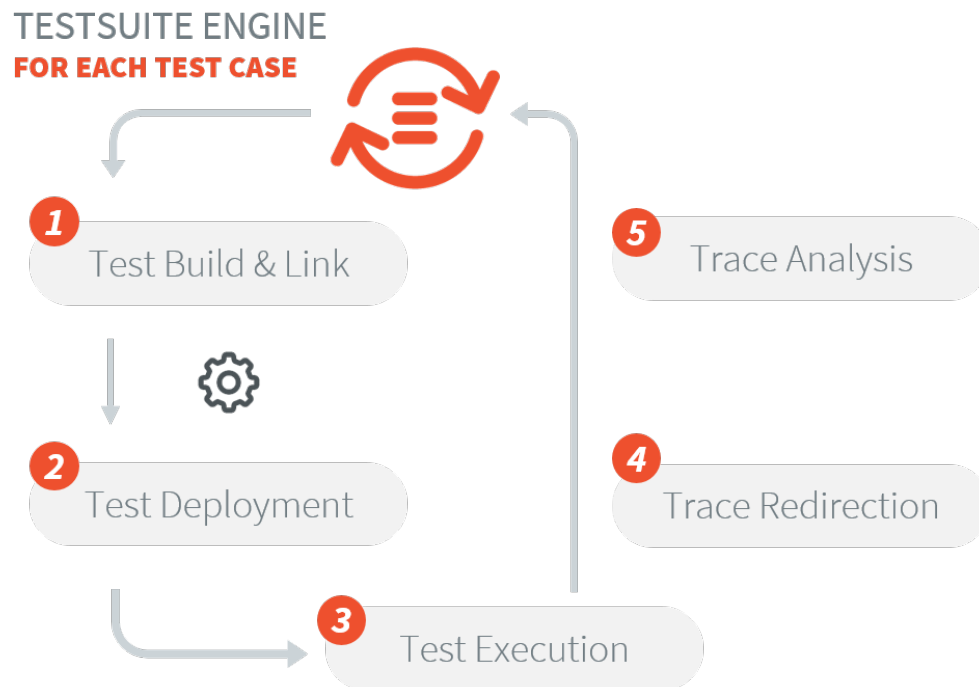 TESTSUITE ENGINE
FOR EACH TEST CASE
1
Test Build & Link
2
Test Deployment
3
Test Execution
4
Trace Redirection
5
Trace Analysis